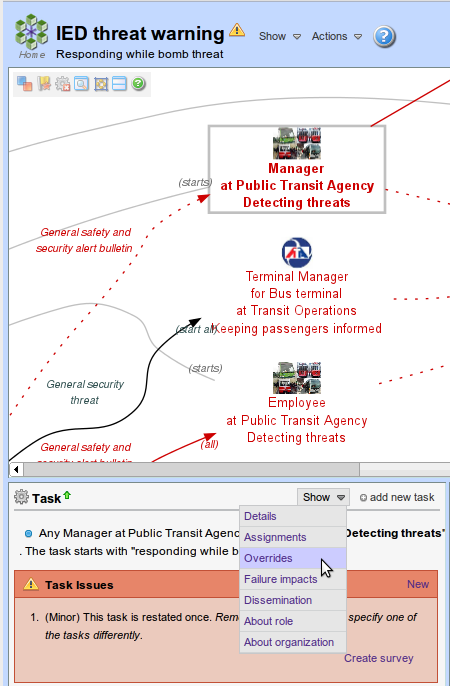 IED threat warning
Show
Actions
?
Home
Responding while bomb threat
(starts)
Manager
at Public Transit Agency
Detecting threats
General safety and
security alert bulletin
Terminal Manager
for Bus terminal
at Transit Operations
(start all)
Keeping passengers informed
(starts)
General security
threat
Employee
at Public Transit Agency
Detecting threats
General safety and
security alert bulletin
(all)
Task
Show
add new task
Any Manager at Public Transit Agenc
Detecting threats"
. The task starts with "responding while b
Details
Assignments
Overrides
Failure impacts
Dissemination
About role
About organization
Task Issues
New
1. (Minor) This task is restated once. Rem
specify one of
the tasks differently.
Create survey